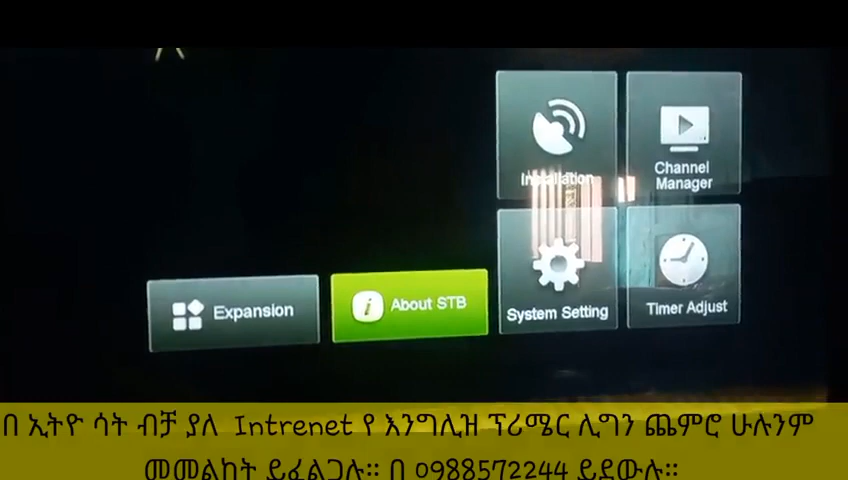 Installation
Channel
Manager
Expansion
About STB
System Setting
Timer Adjust
በ ኢትዮ ሳት ብቻ ያለ Intrenet የ እንግሊዝ ፕሪሜር ሊግን ጨምሮ ሁሉንም
መመልከት ይፈልጋሉ። በ 0988572244 ይደውሉ።